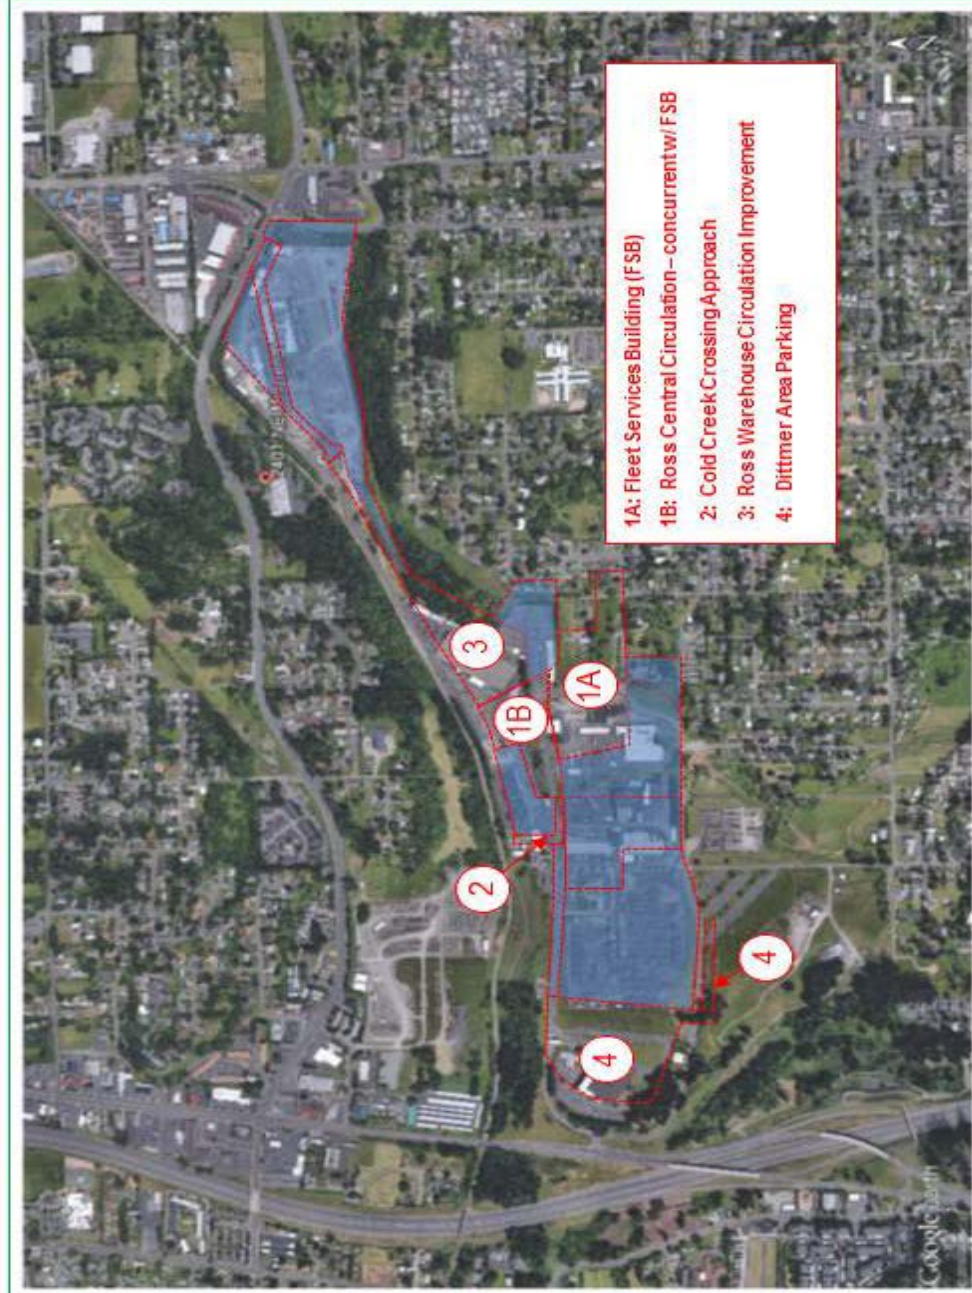 1A: Fleet Services Building (FSB)
1B: Ross Central Circulation – concurrent w/ FSB
2: Cold Creek Crossing Approach
3: Ross Warehouse Circulation Improvement
4: Dittmer Area Parking
4
4
2
1B
3
1A
Google earth